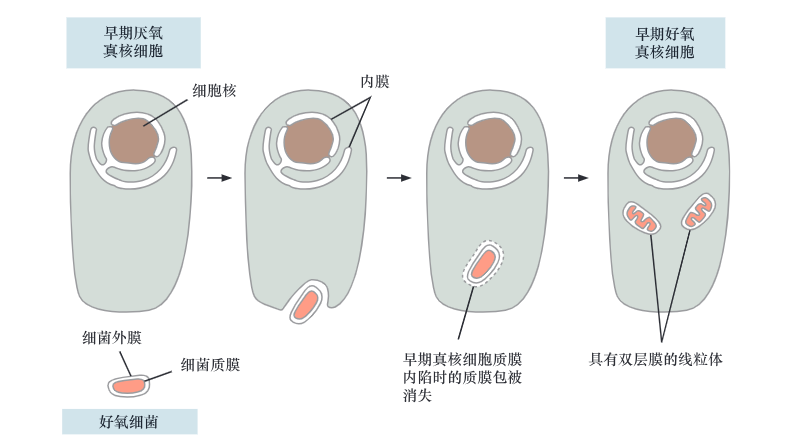 早期厌氧
真核细胞
早期好氧
真核细胞
细胞核
内膜
细菌外膜
细菌质膜
好氧细菌
早期真核细胞质膜
内陷时的质膜包被
消失
具有双层膜的线粒体